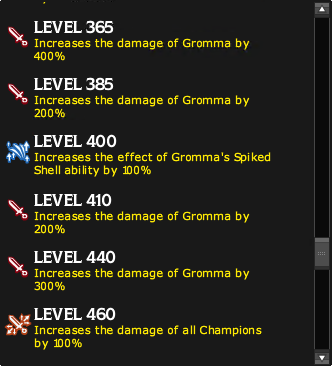 LEVEL 365
Increases the damage of Gromma by
400%
LEVEL 385
Increases the damage of Gromma by
200%
LEVEL 400
Increases the effect of Gromma's Spiked
Shell ability by 100%
LEVEL 410
Increases the damage of Gromma by
200%
LEVEL 440
Increases the damage of Gromma by
300%
LEVEL 460
Increases the damage of all Champions
by 100%